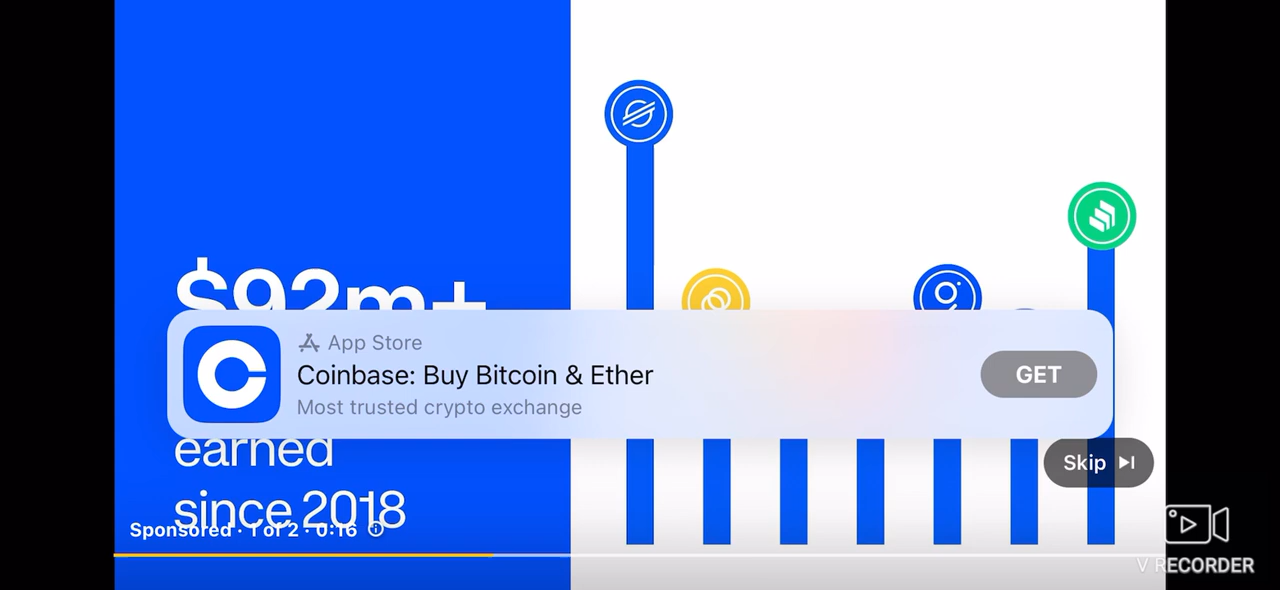 $92m+
App Store
Coinbase: Buy Bitcoin & Ether
Most trusted crypto exchange
GET
earned
since 2018
Skip
Sponsored · 1 of 2 · 0:16
V RECORDER